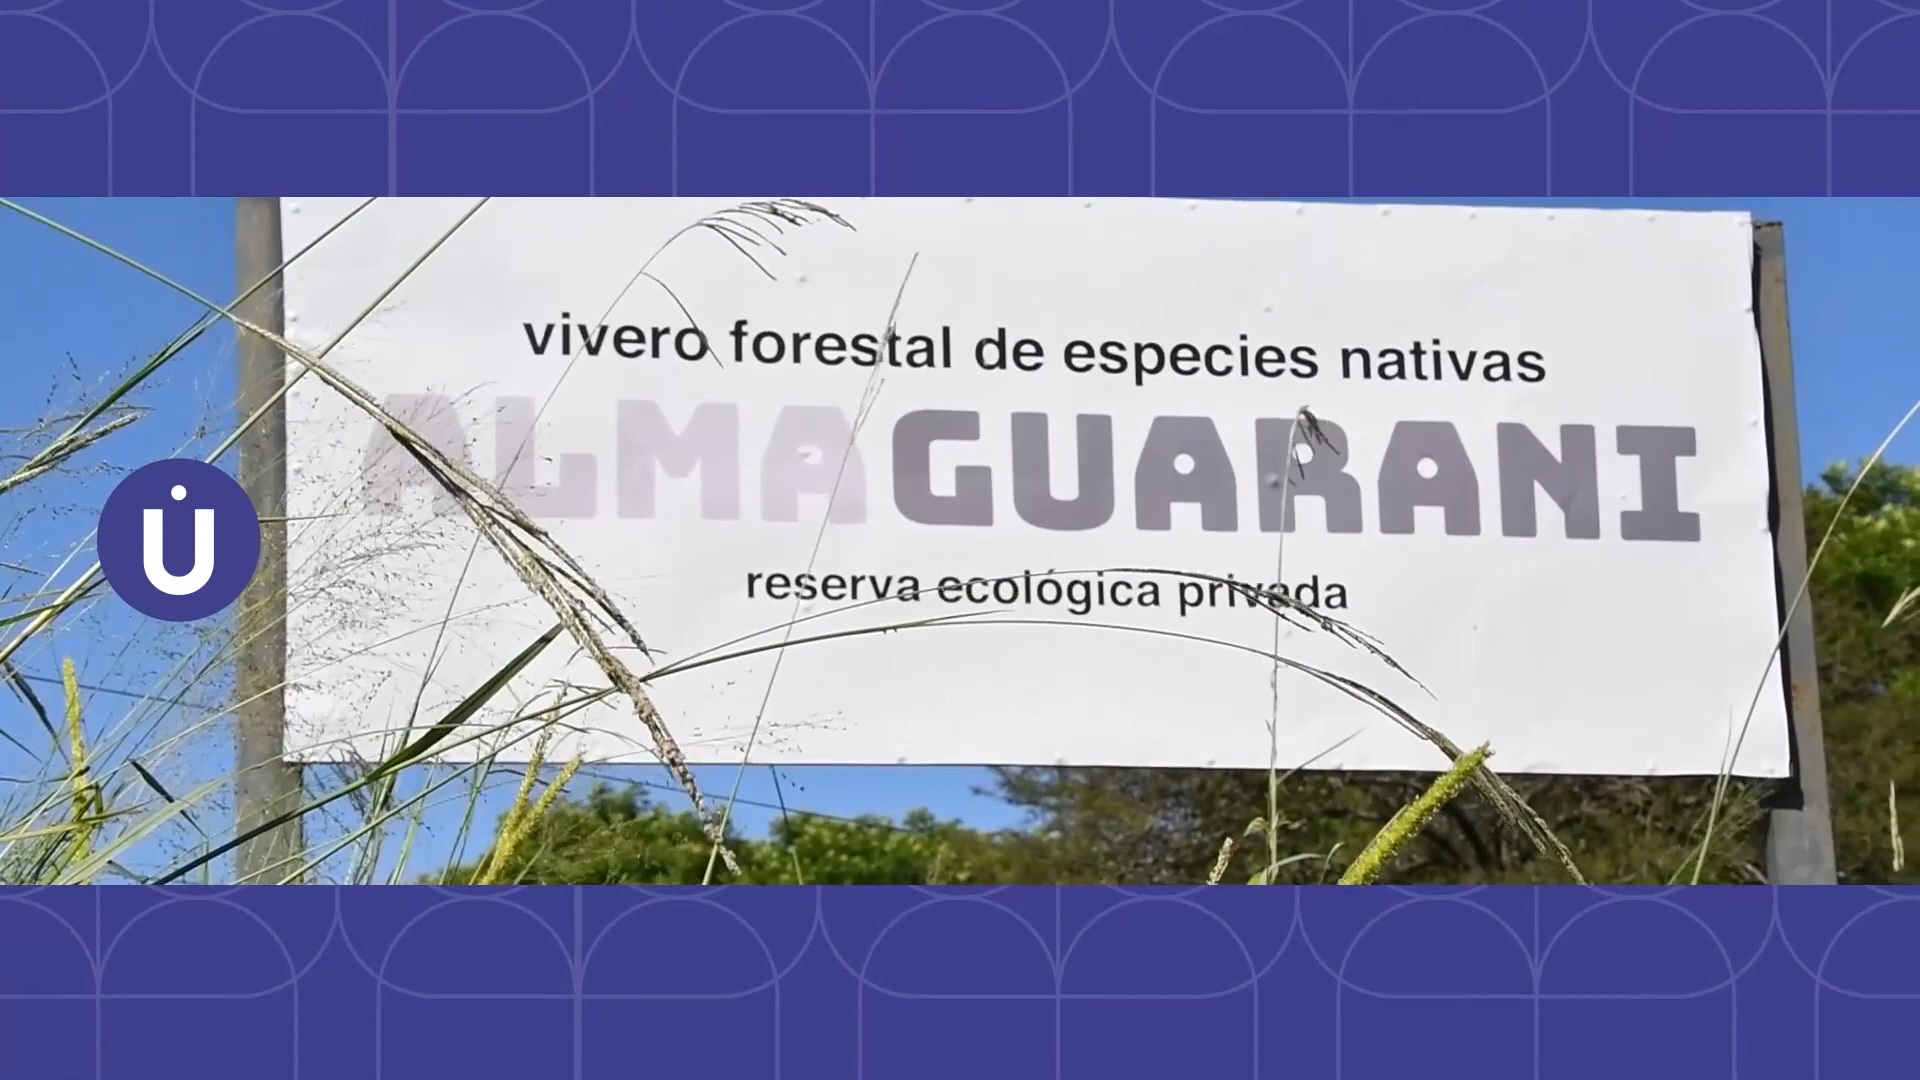 vivero forestal de especies nativas
ALMAGUARANI
reserva ecológica privada
U